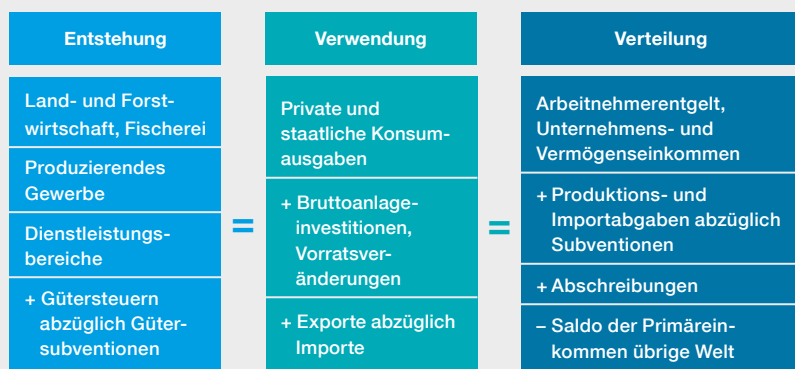 Entstehung
Land- und Forst-
wirtschaft, Fischerei
Produzierendes
Gewerbe
Dienstleistungs-
bereiche
+ Gütersteuern
abzüglich Güter-
subventionen
=
Verwendung
Private und
staatliche Konsum-
ausgaben
+ Bruttoanlage-
investitionen,
Vorratsver-
änderungen
+ Exporte abzüglich
Importe
=
Verteilung
Arbeitnehmerentgelt,
Unternehmens- und
Vermögenseinkommen
+ Produktions- und
Importabgaben abzüglich
Subventionen
+ Abschreibungen
– Saldo der Primärein-
kommen übrige Welt